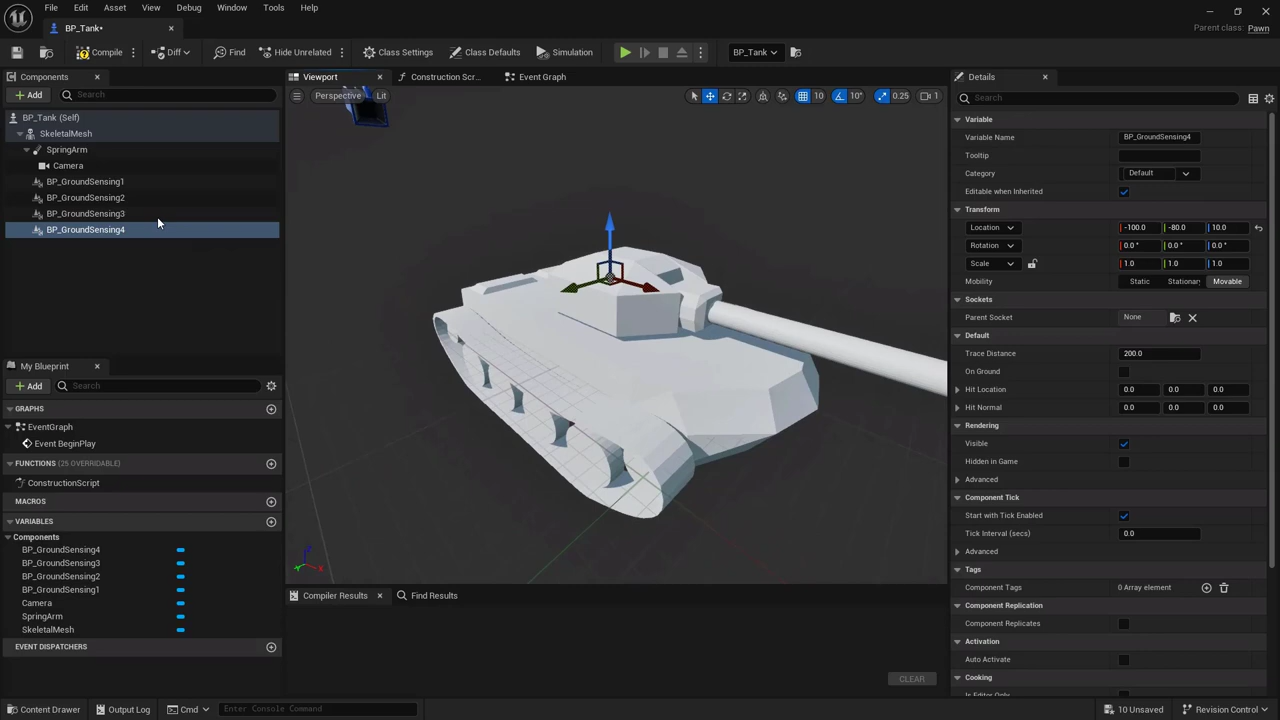 File Edit Asset View Debug Window Tools Help
BP_Tank•
Parent class: Pawn
Compile Diff Find Hide Unrelated Class Settings Class Defaults Simulation BP_Tank
Components
Add Search
BP_Tank (Self)
SkeletalMesh
SpringArm
Camera
BP_GroundSensing1
BP_GroundSensing2
BP_GroundSensing3
BP_GroundSensing4
My Blueprint
Add Search
GRAPHS
EventGraph
Event BeginPlay
FUNCTIONS (25 OVERRIDABLE)
ConstructionScript
MACROS
VARIABLES
Components
BP_GroundSensing4
BP_GroundSensing3
BP_GroundSensing2
BP_GroundSensing1
Camera
SpringArm
SkeletalMesh
EVENT DISPATCHERS
Viewport Construction Scr... Event Graph
Perspective Lit 10 10° 0.25 1
Z
X
Compiler Results Find Results
CLEAR
Details
Search
Variable
Variable Name BP_GroundSensing4
Tooltip
Category Default
Editable when Inherited
Transform
Location -100.0 -80.0 10.0
Rotation 0.0 ° 0.0 ° 0.0 °
Scale 1.0 1.0 1.0
Mobility Static Stationary Movable
Sockets
Parent Socket None
Default
Trace Distance 200.0
On Ground
Hit Location 0.0 0.0 0.0
Hit Normal 0.0 0.0 0.0
Rendering
Visible
Hidden in Game
Advanced
Component Tick
Start with Tick Enabled
Tick Interval (secs) 0.0
Advanced
Tags
Component Tags 0 Array element
Component Replication
Component Replicates
Activation
Auto Activate
Cooking
Is Editor Only
Content Drawer Output Log Cmd Enter Console Command 10 Unsaved Revision Control